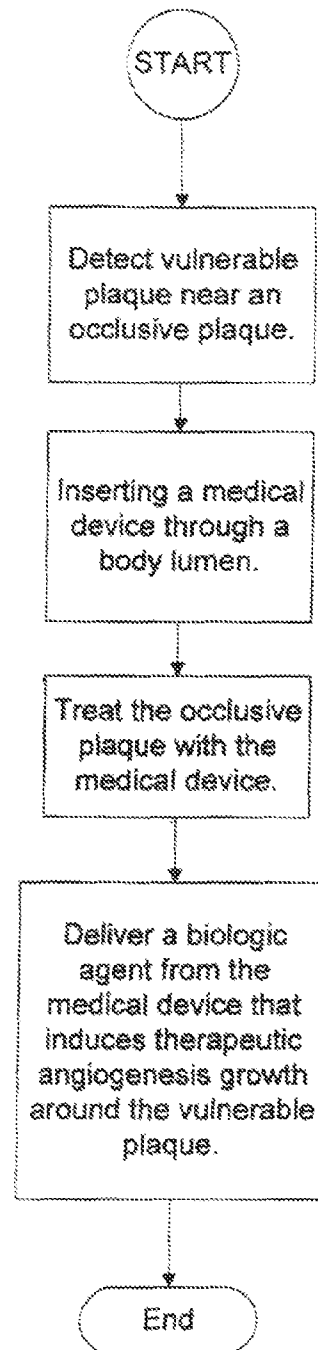 START
Detect vulnerable
plaque near an
occlusive plaque.
Inserting a medical
device through a
body lumen.
Treat the occlusive
plaque with the
medical device.
Deliver a biologic
agent from the
medical device that
induces therapeutic
angiogenesis growth
around the vulnerable
plaque.
End